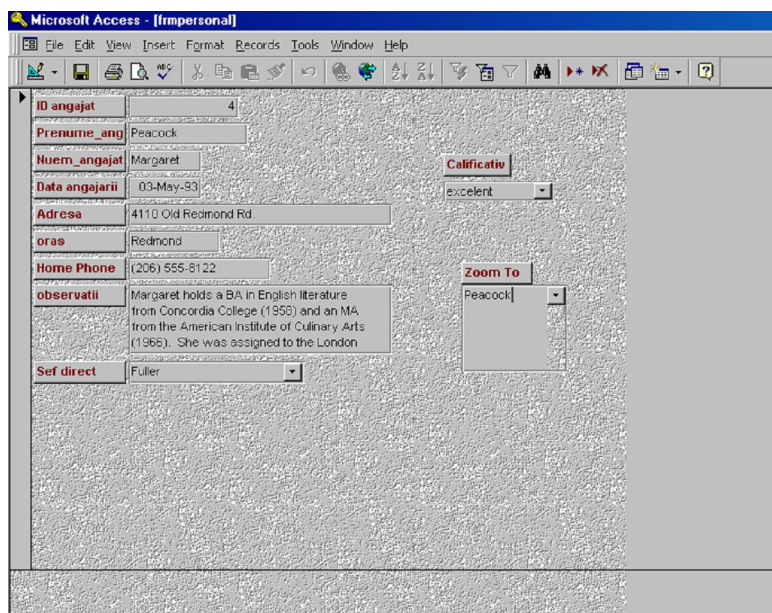 Microsoft Access - [frmpersonal]
File Edit View Insert Format Records Tools Window Help
ID angajat 4
Prenume_ang Peacock
Nuem_angajat Margaret
Data angajarii 03-May-93
Adresa 4110 Old Redmond Rd.
oras Redmond
Home Phone (206) 555-8122
observatii Margaret holds a BA in English literature
from Concordia College (1958) and an MA
from the American Institute of Culinary Arts
(1966). She was assigned to the London
Sef direct Fuller
Calificativ
excelent
Zoom To
Peacock